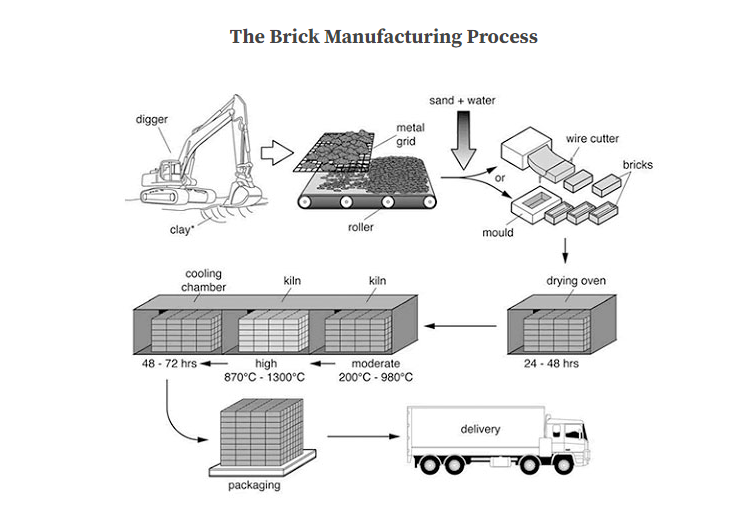 The Brick Manufacturing Process
digger
clay*
metal
grid
roller
sand + water
or
wire cutter
bricks
mould
drying oven
24 - 48 hrs
cooling
chamber
kiln
kiln
48 - 72 hrs
high
870°C - 1300°C
moderate
200°C - 980°C
packaging
delivery